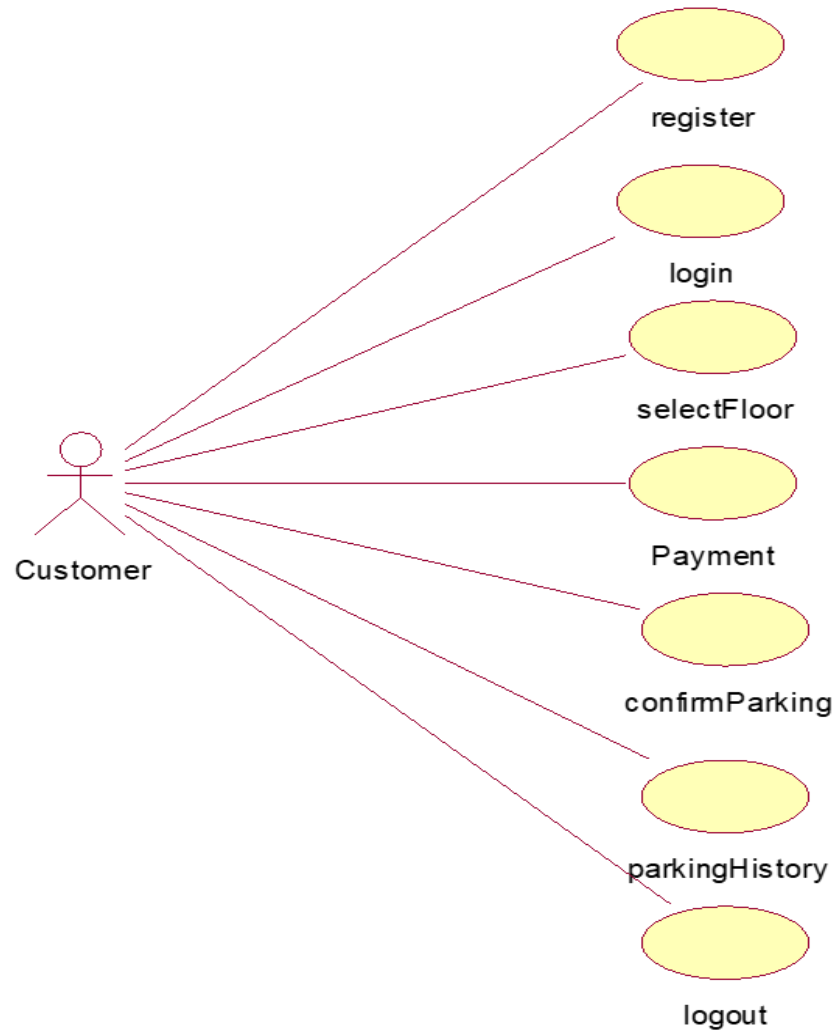 register
login
selectFloor
Customer
Payment
confirmParking
parkingHistory
logout